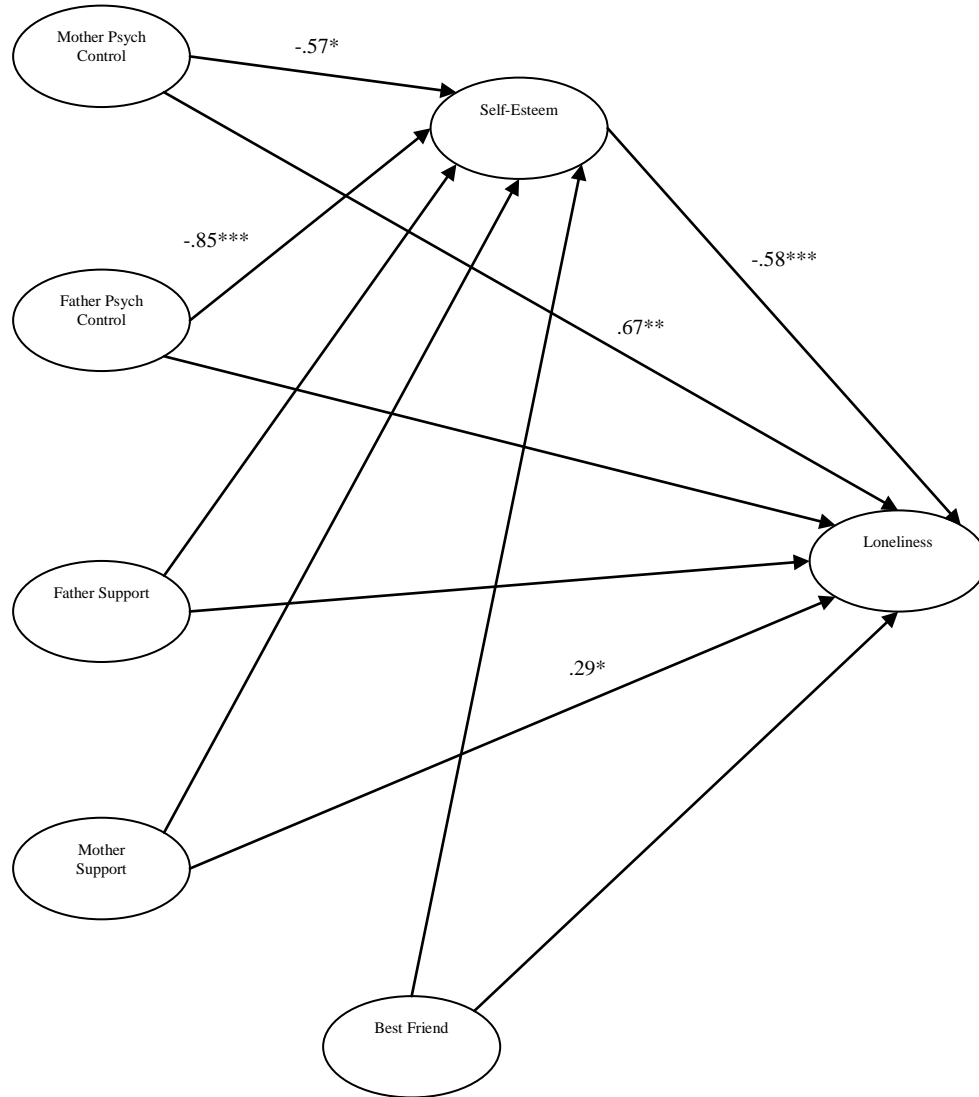 Mother Psych
Control
-.57*
Self-Esteem
-.85***
-.58***
Father Psych
Control
.67**
Loneliness
Father Support
.29*
Mother
Support
Best Friend